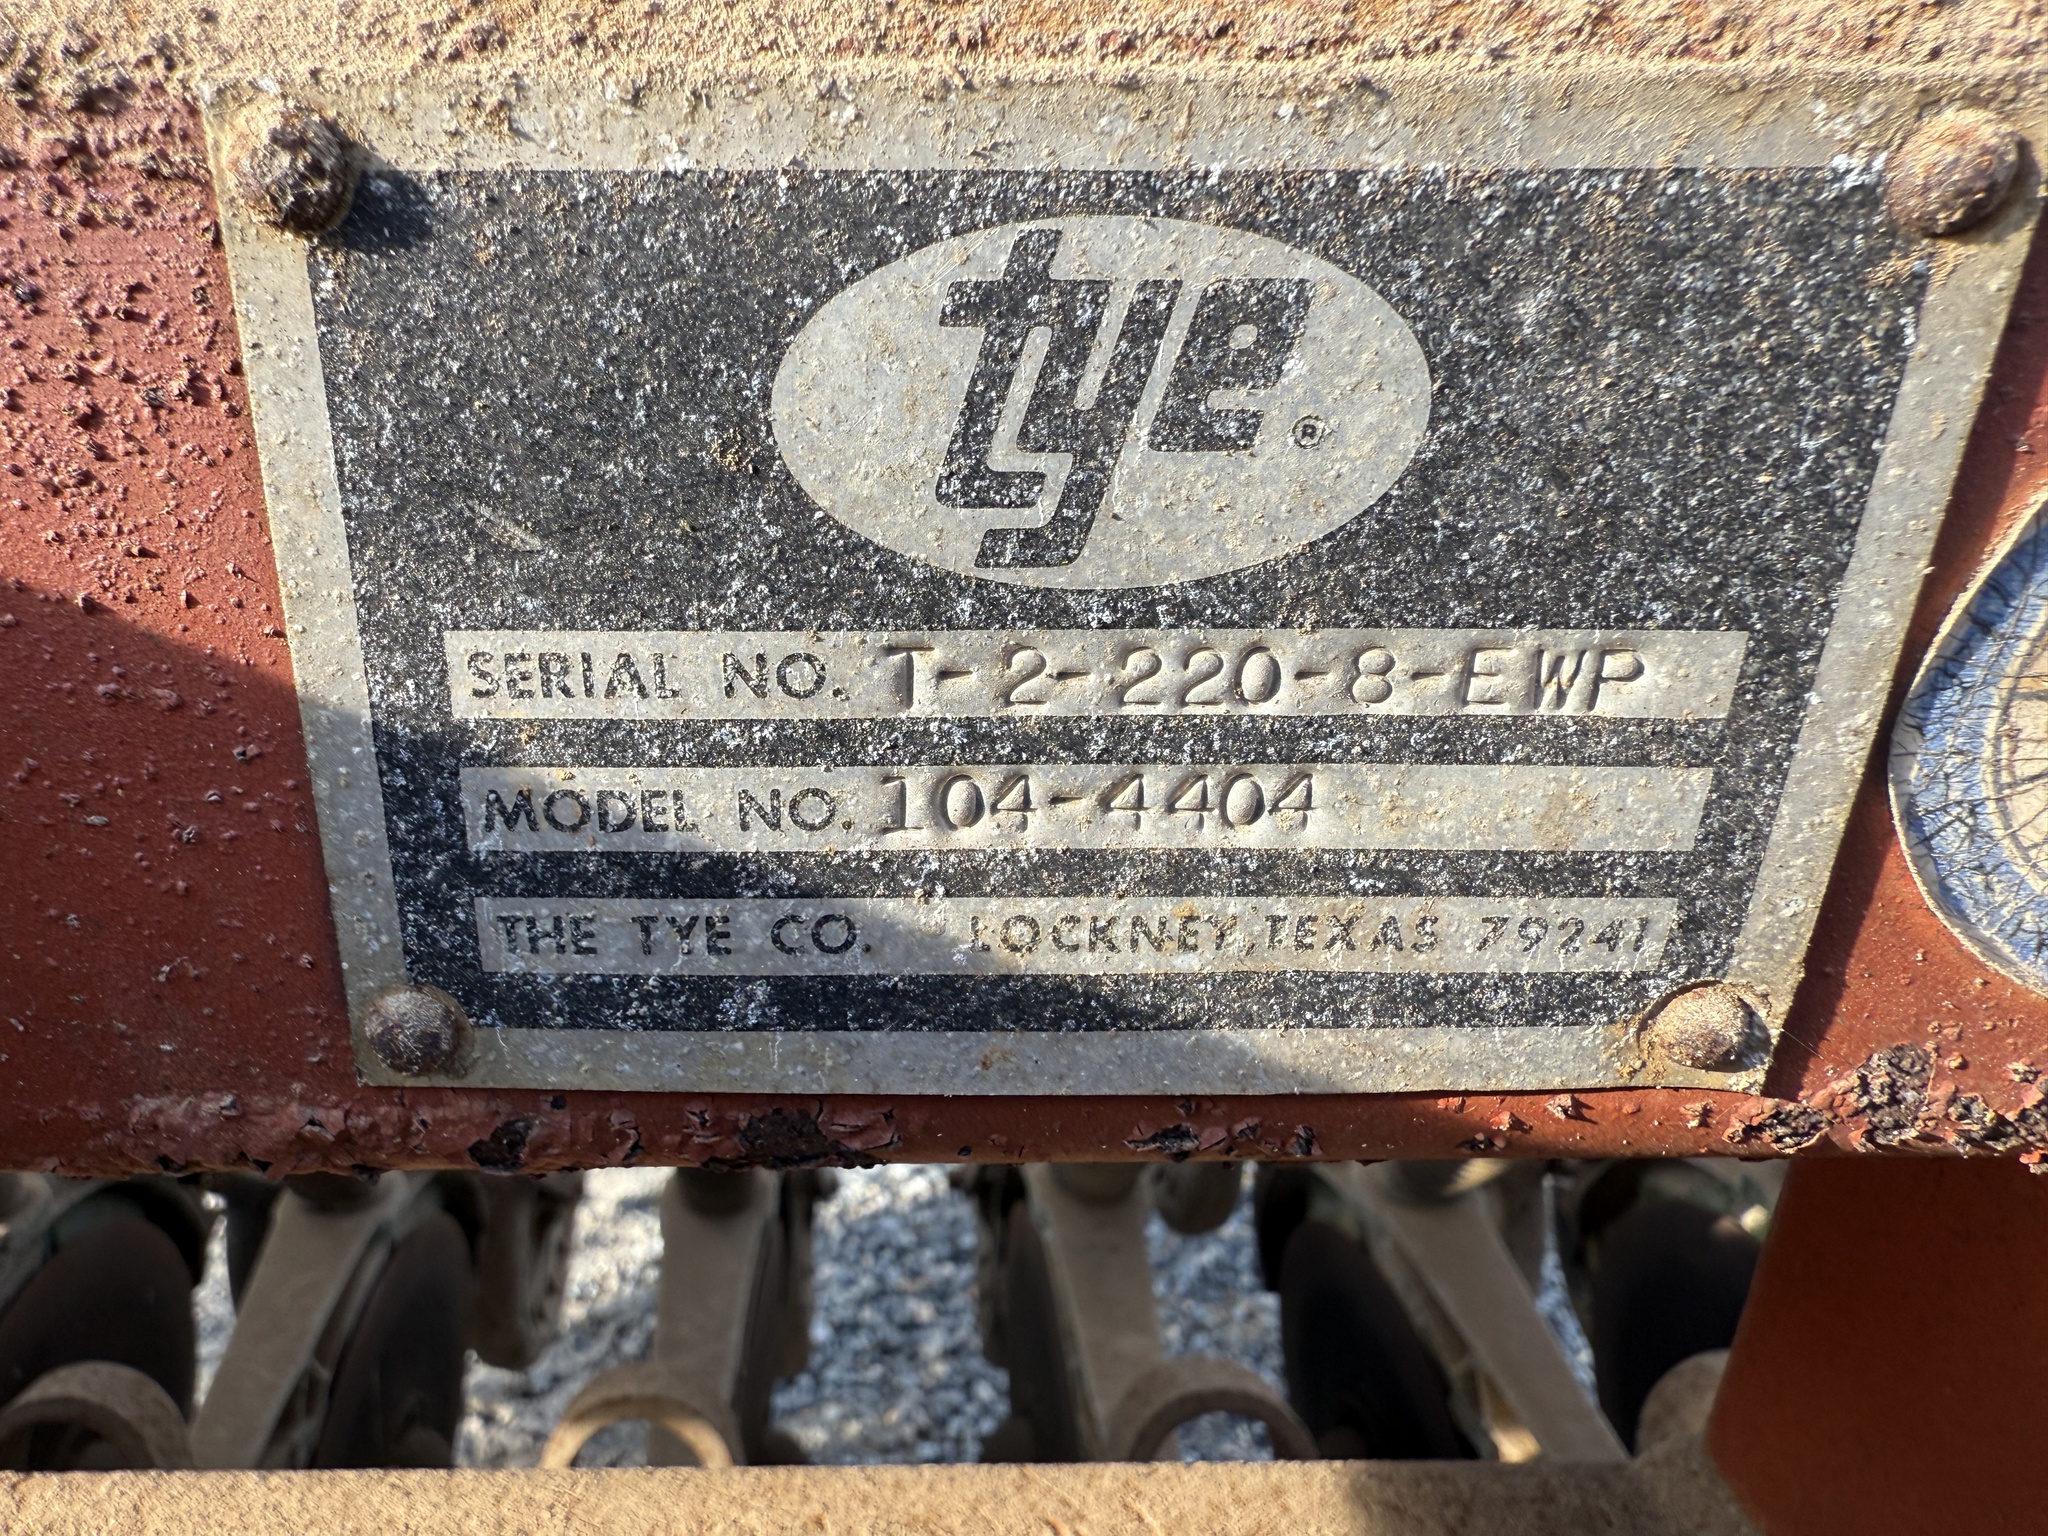 tye ®
SERIAL NO. T-2-220-8-EWP
MODEL NO. 104-4404
THE TYE CO. LOCKNEY, TEXAS 79241